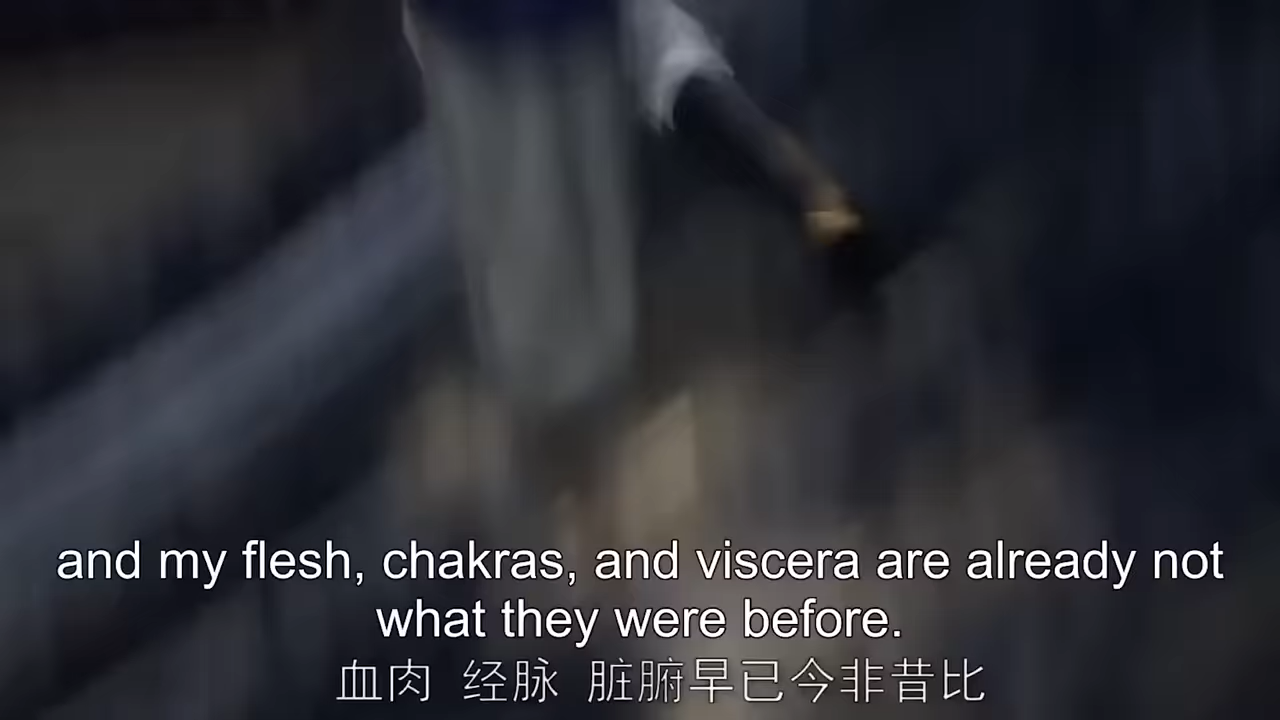 and my flesh, chakras, and viscera are already not
what they were before.
血肉 经脉 脏腑早已今非昔比